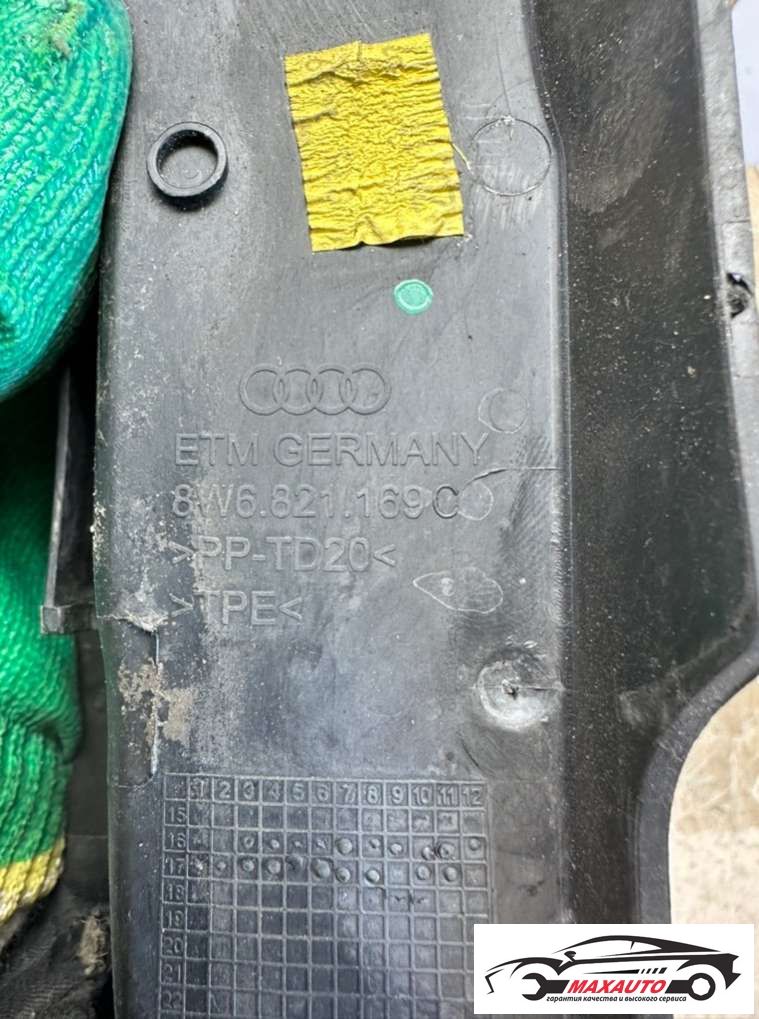 ETM GERMANY
8W6.821.169 C
>PP-TD20<
>TPE<
1 2 3 4 5 6 7 8 9 10 11 12
15
16
17
18
19
20
21
22
MAXAUTO
гарантия качества и высокого сервиса